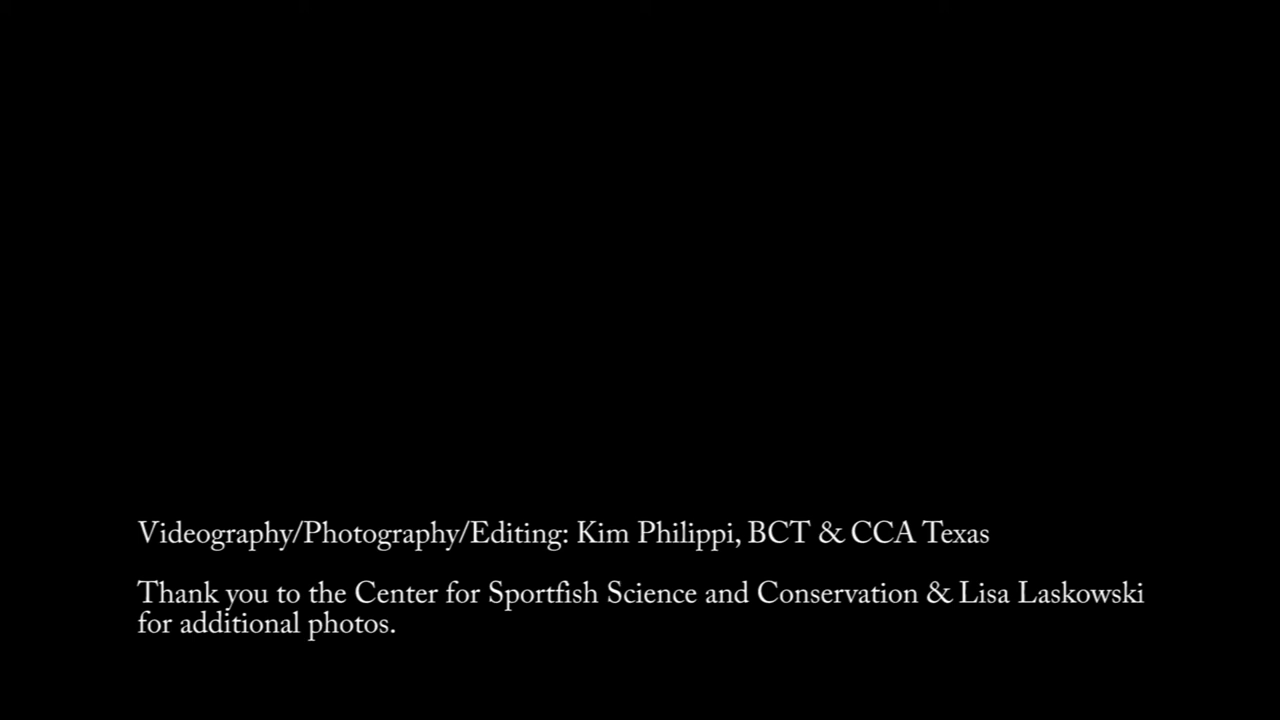 Videography/Photography/Editing: Kim Philippi, BCT & CCA Texas
Thank you to the Center for Sportfish Science and Conservation & Lisa Laskowski
for additional photos.